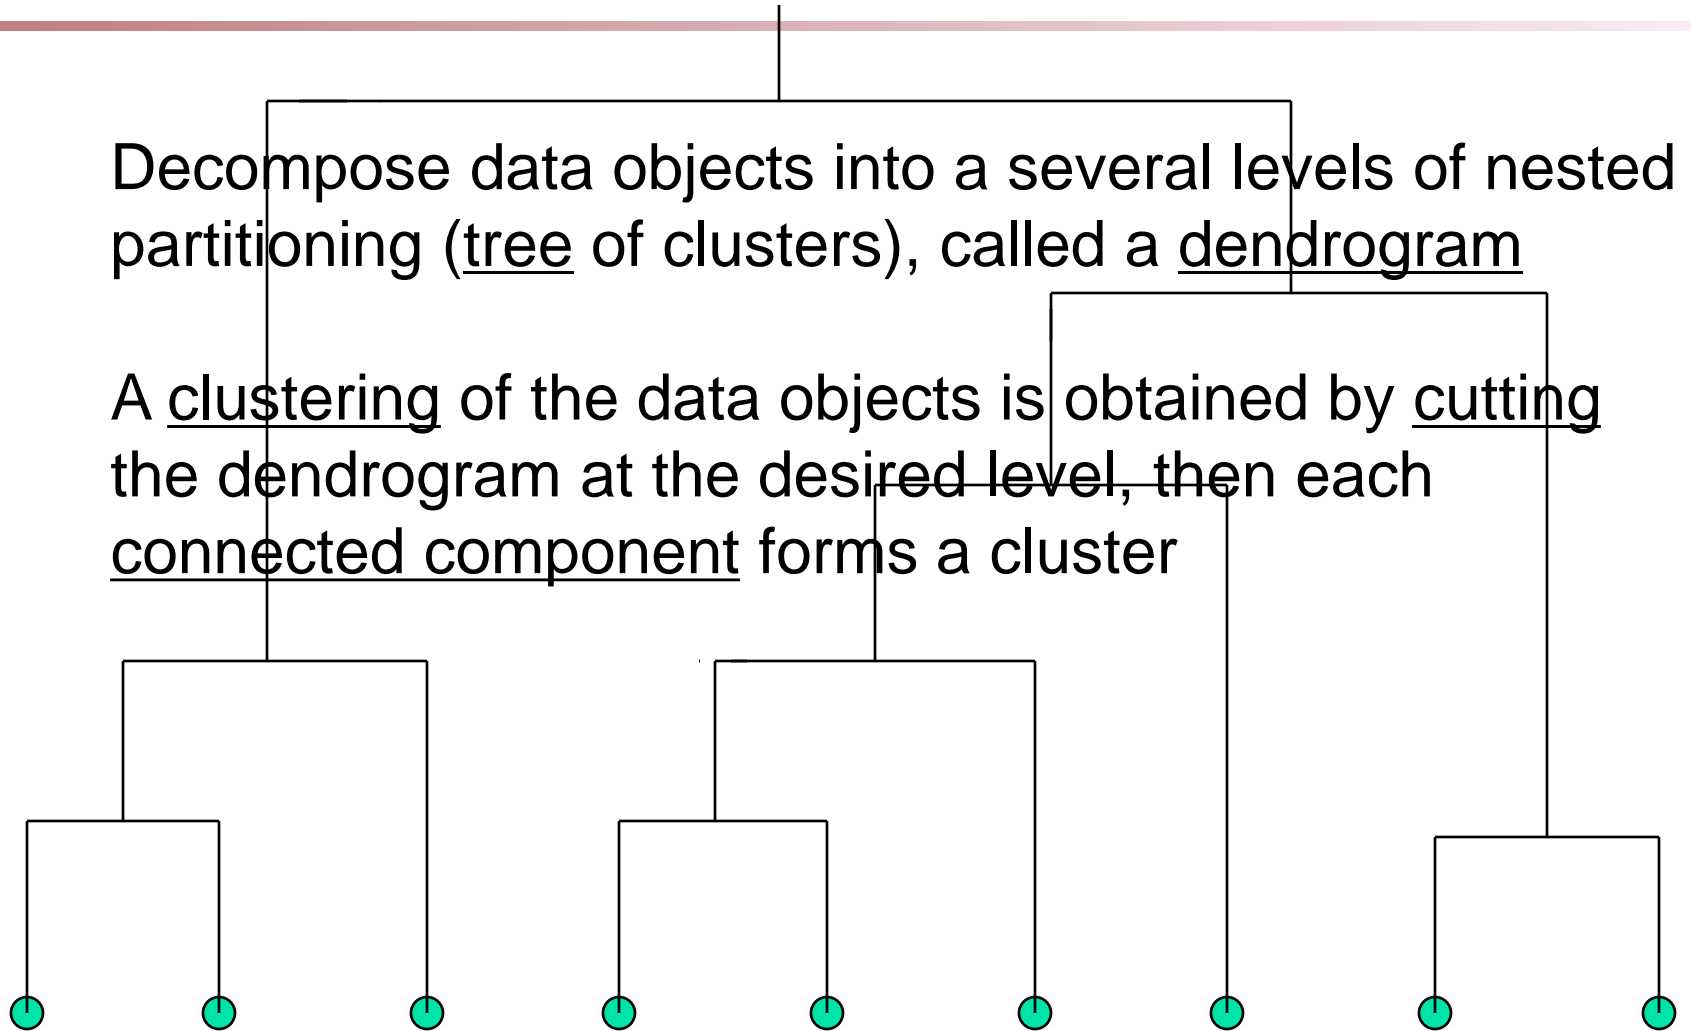 Decompose data objects into a several levels of nested
partitioning (tree of clusters), called a dendrogram
A clustering of the data objects is obtained by cutting
the dendrogram at the desired level, then each
connected component forms a cluster